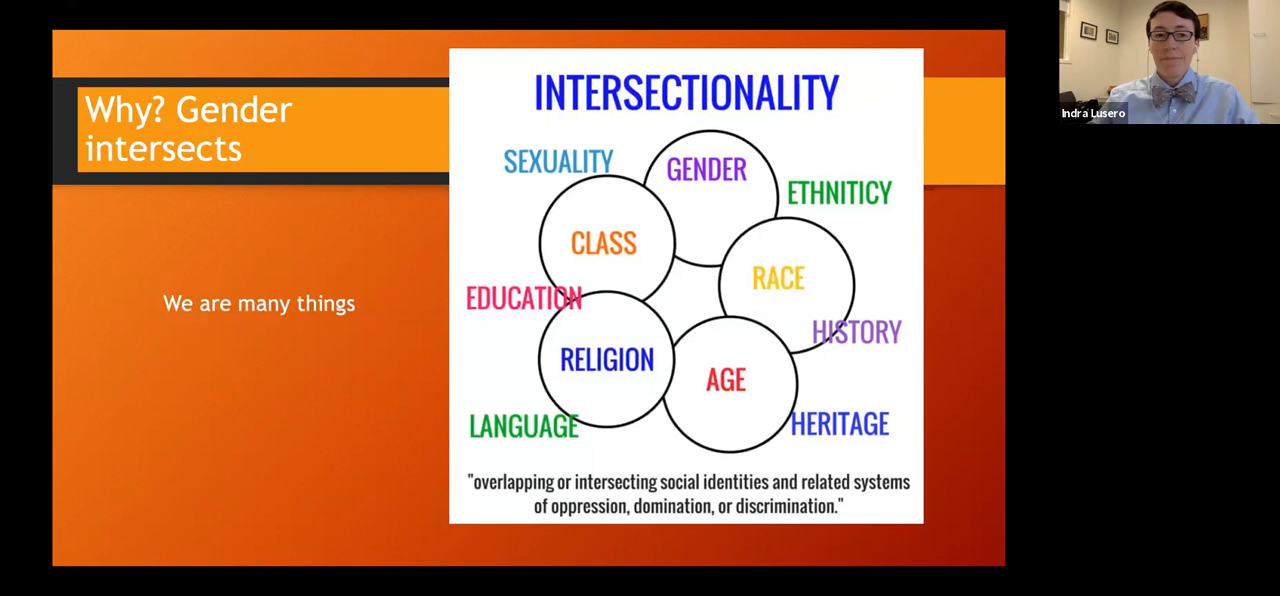 Why? Gender
intersects
We are many things
INTERSECTIONALITY
SEXUALITY
GENDER
ETHNITICY
CLASS
RACE
EDUCATION
HISTORY
RELIGION
AGE
LANGUAGE
HERITAGE
"overlapping or intersecting social identities and related systems
of oppression, domination, or discrimination."
Indra Lusero